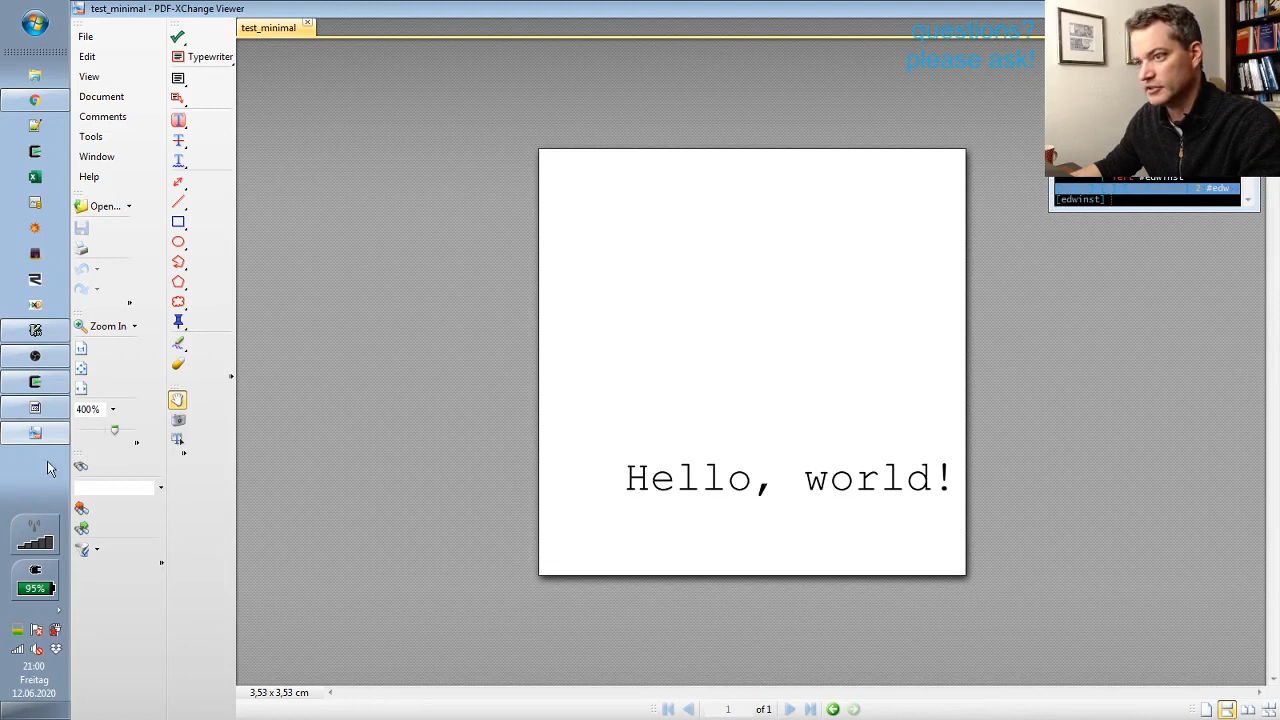 test_minimal - PDF-XChange Viewer
test_minimal
File
Edit
View
Document
Comments
Tools
Window
Help
Open...
Zoom In
400%
Typewriter
questions?
please ask!
2 #edw
[edwinst]
Hello, world!
95%
21:00
Freitag
12.06.2020
3,53 x 3,53 cm
1
of 1